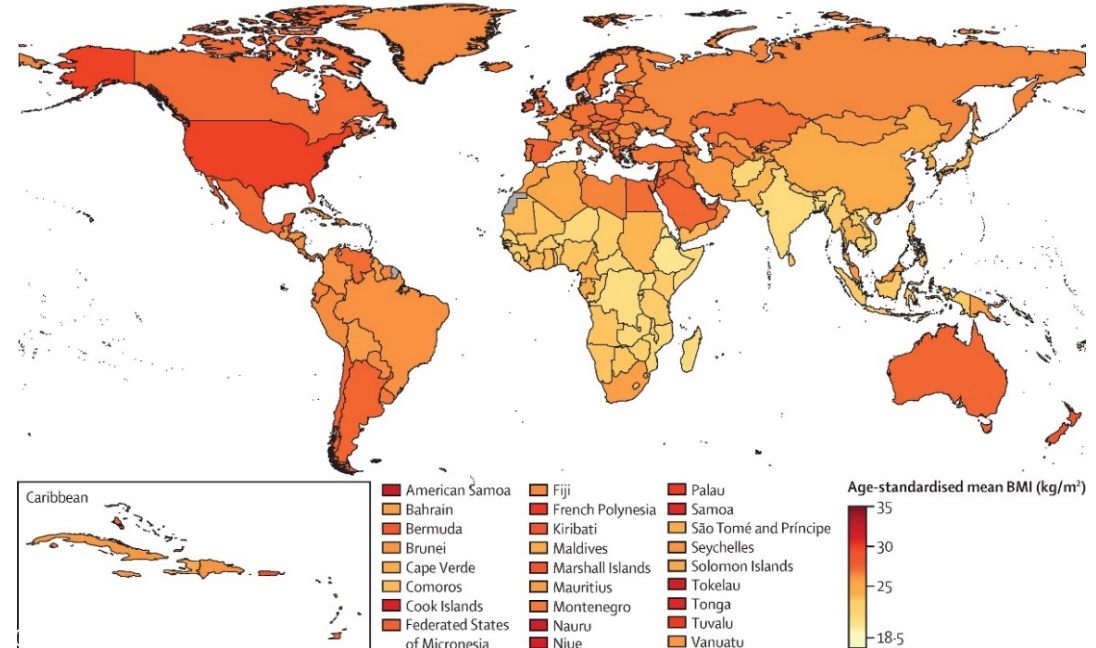 Caribbean
American Samoa
Bahrain
Bermuda
Brunei
Cape Verde
Comoros
Cook Islands
Federated States
of Micronesia
Fiji
French Polynesia
Kiribati
Maldives
Marshall Islands
Mauritius
Montenegro
Nauru
Niue
Palau
Samoa
São Tomé and Príncipe
Seychelles
Solomon Islands
Tokelau
Tonga
Tuvalu
Vanuatu
Age-standardised mean BMI (kg/m²)
35
30
25
18·5